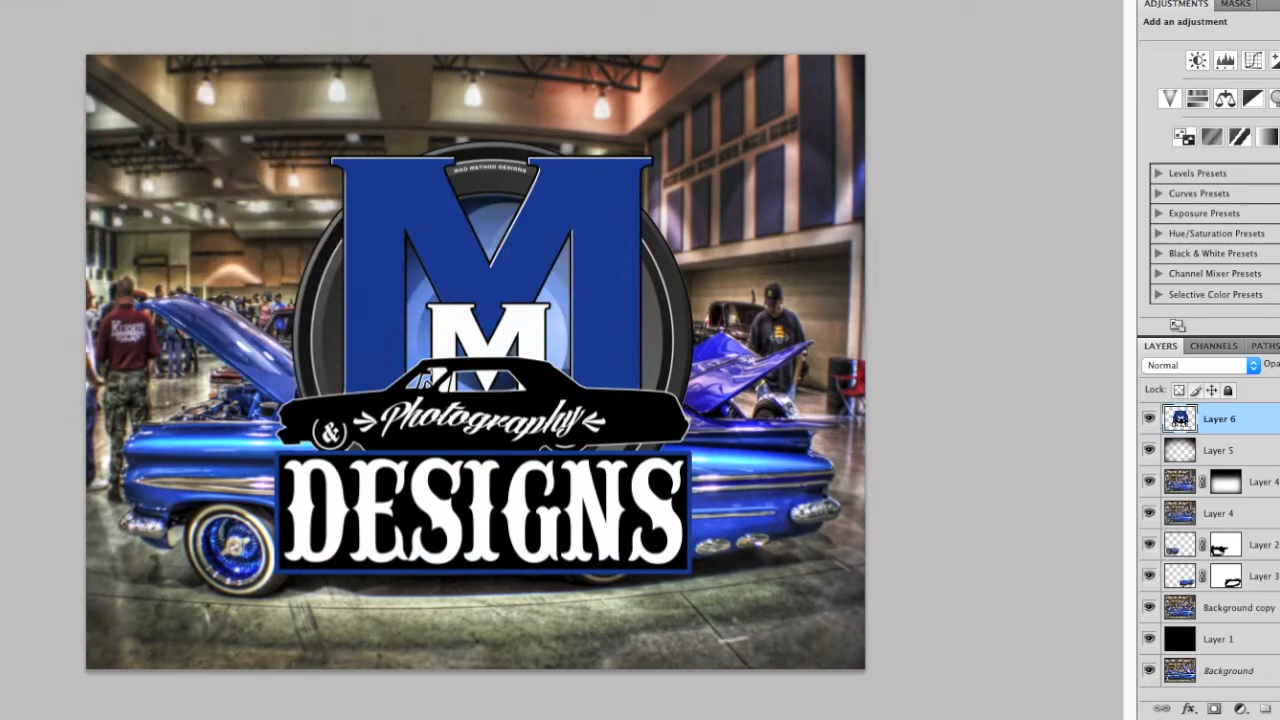 ADJUSTMENTS MASKS
Add an adjustment
Levels Presets
Curves Presets
Exposure Presets
Hue/Saturation Presets
Black & White Presets
Channel Mixer Presets
Selective Color Presets
LAYERS CHANNELS PATHS
Normal Opa
Lock:
Layer 6
Layer 5
Layer 4
Layer 4
Layer 2
Layer 3
Background copy
Layer 1
Background
fx
MAD METHOD DESIGNS
M
M
& Photography
DESIGNS